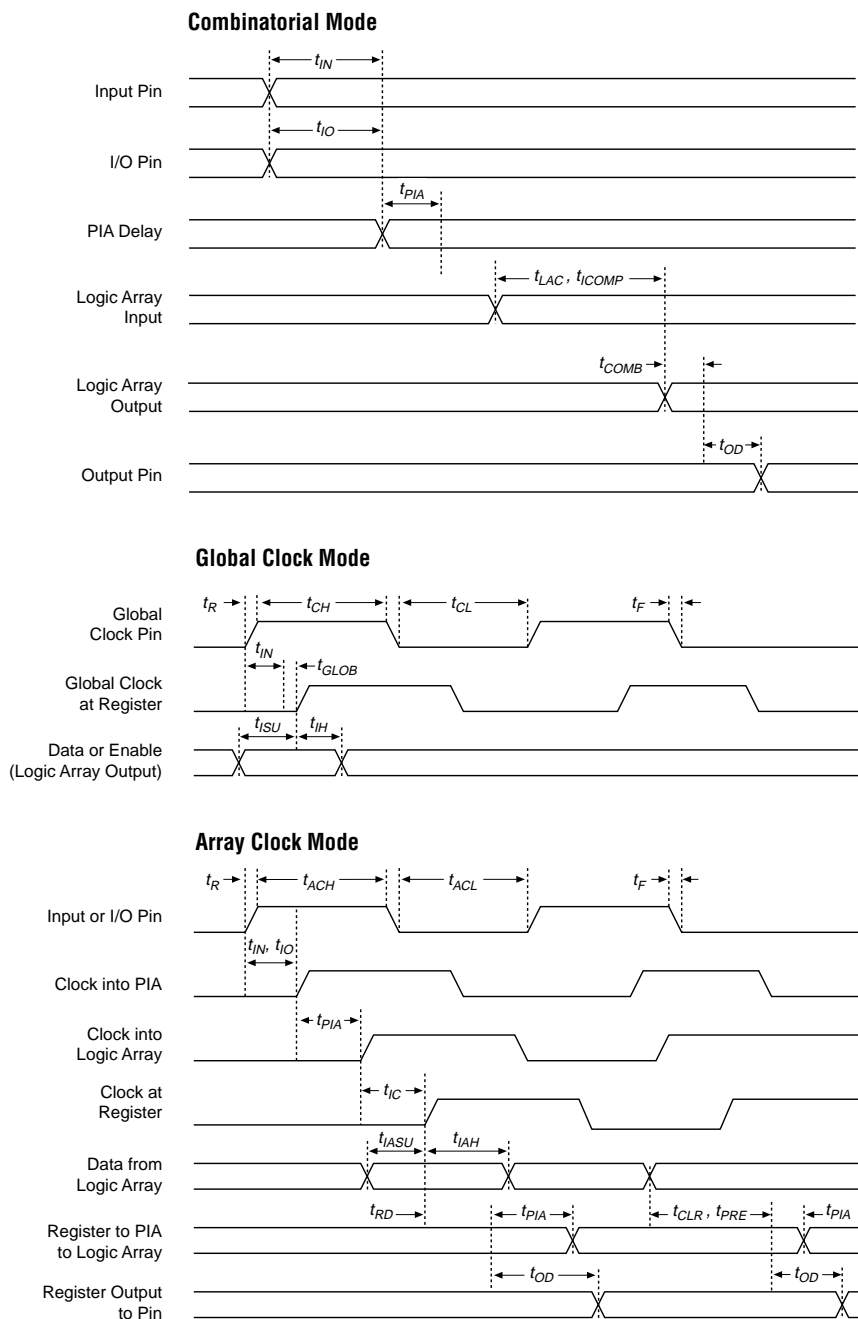 Combinatorial Mode
t_IN
Input Pin
t_IO
I/O Pin
t_PIA
PIA Delay
t_LAC, t_ICOMP
Logic Array
Input
t_COMB
Logic Array
Output
t_OD
Output Pin
Global Clock Mode
t_R t_CH t_CL t_F
Global
Clock Pin
t_IN t_GLOB
Global Clock
at Register
t_ISU t_IH
Data or Enable
(Logic Array Output)
Array Clock Mode
t_R t_ACH t_ACL t_F
Input or I/O Pin
t_IN, t_IO
Clock into PIA
t_PIA
Clock into
Logic Array
t_IC
Clock at
Register
t_IASU t_IAH
Data from
Logic Array
t_RD t_PIA t_CLR, t_PRE t_PIA
Register to PIA
to Logic Array
t_OD t_OD
Register Output
to Pin